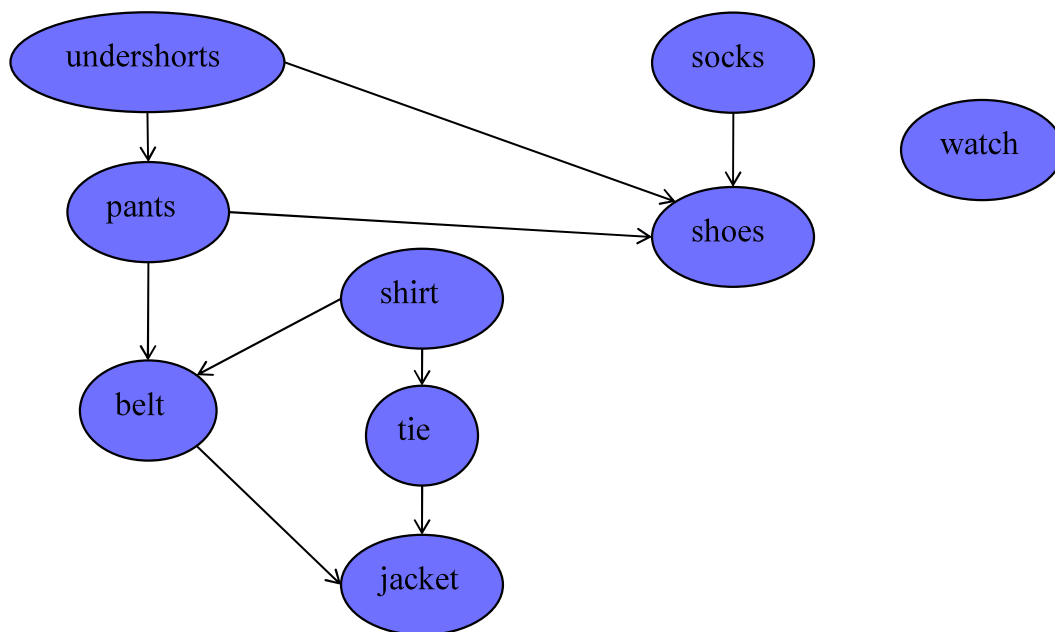 undershorts
socks
watch
pants
shoes
shirt
belt
tie
jacket